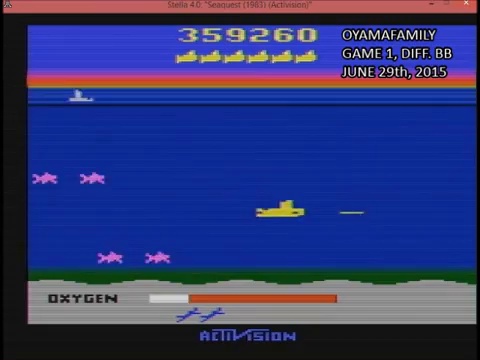 Stella 4.0: "Seaquest (1983) (Activision)"
359260
OYAMAFAMILY
GAME 1, DIFF. BB
JUNE 29th, 2015
OXYGEN
ACTIVISION